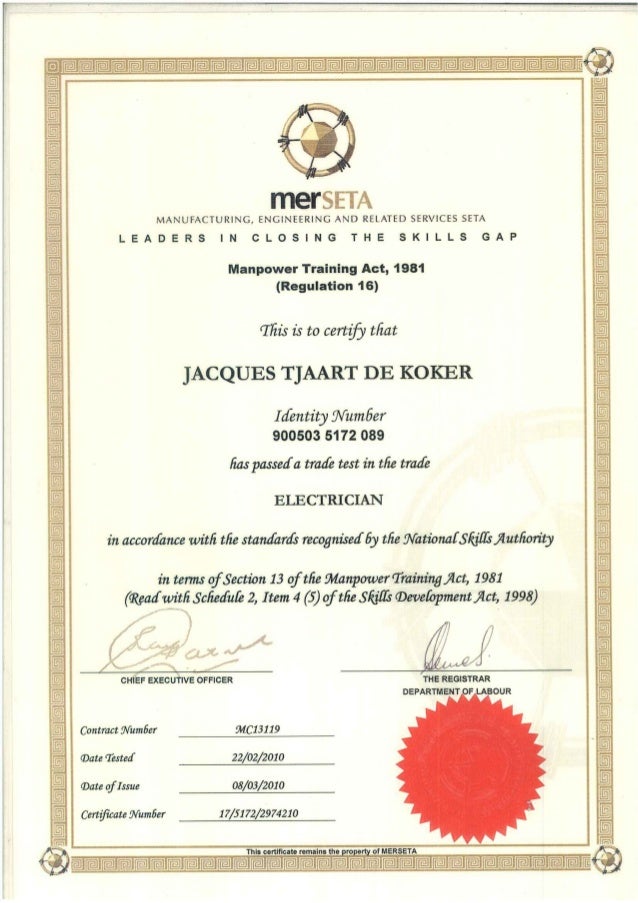 merSETA
MANUFACTURING, ENGINEERING AND RELATED SERVICES SETA
LEADERS IN CLOSING THE SKILLS GAP
Manpower Training Act, 1981
(Regulation 16)
This is to certify that
JACQUES TJAART DE KOKER
Identity Number
900503 5172 089
has passed a trade test in the trade
ELECTRICIAN
in accordance with the standards recognised by the National Skills Authority
in terms of Section 13 of the Manpower Training Act, 1981
(Read with Schedule 2, Item 4 (5) of the Skills Development Act, 1998)
CHIEF EXECUTIVE OFFICER
THE REGISTRAR
DEPARTMENT OF LABOUR
Contract Number MC13119
Date Tested 22/02/2010
Date of Issue 08/03/2010
Certificate Number 17/5172/2974210
This certificate remains the property of MERSETA